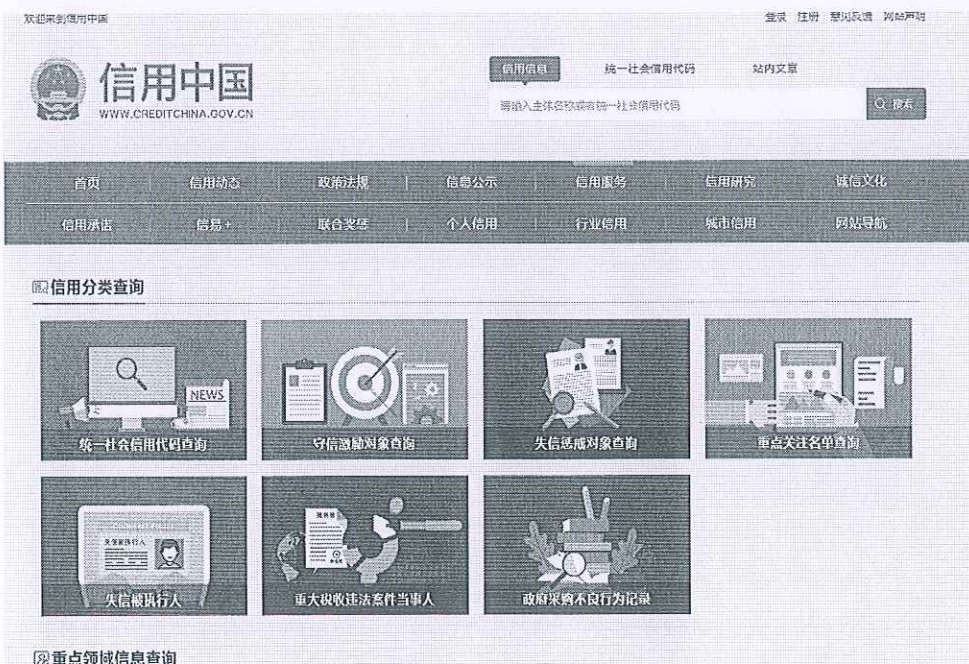 欢迎来到信用中国
登录 注册 意见反馈 网站声明
信用中国
WWW.CREDITCHINA.GOV.CN
信用信息 统一社会信用代码 站内文章
请输入主体名称或者统一社会信用代码
搜索
首页 信用动态 政策法规 信息公示 信用服务 信用研究 诚信文化
信用承诺 信易+ 联合奖惩 个人信用 行业信用 城市信用 网站导航
信用分类查询
NEWS
统一社会信用代码查询 守信激励对象查询 失信惩戒对象查询 重点关注名单查询
失信被执行人
失信被执行人 重大税收违法案件当事人 政府采购不良行为记录
重点领域信息查询